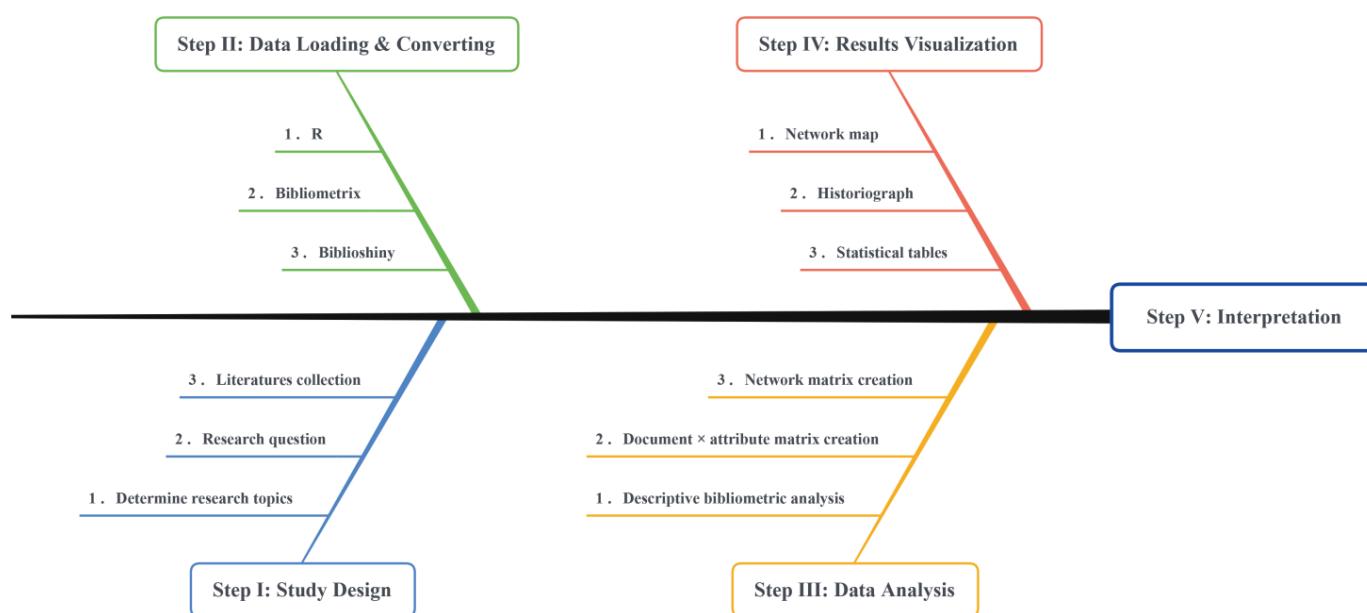 Step II: Data Loading & Converting
Step IV: Results Visualization
1. R
1. Network map
2. Bibliometrix
2. Historiograph
3. Biblioshiny
3. Statistical tables
Step V: Interpretation
3. Literatures collection
3. Network matrix creation
2. Research question
2. Document × attribute matrix creation
1. Determine research topics
1. Descriptive bibliometric analysis
Step I: Study Design
Step III: Data Analysis